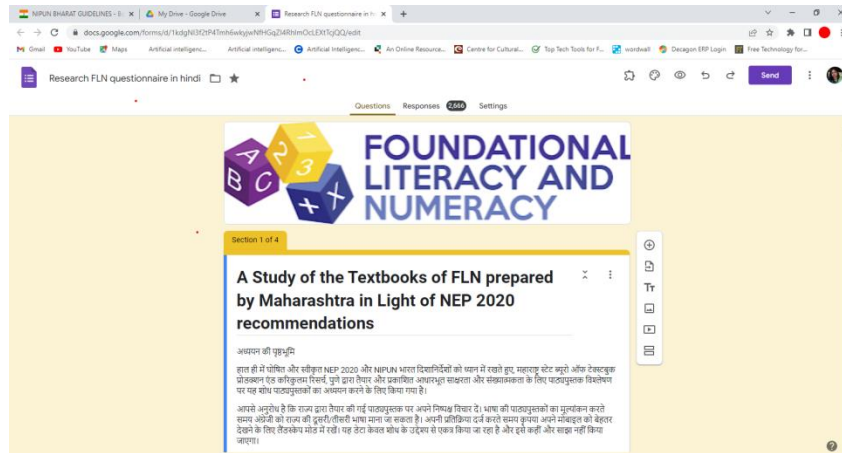 NIPUN BHARAT GUIDELINES -
My Drive - Google Drive
Research FLN questionnaire in h
docs.google.com/forms/d/
/edit
Gmail
YouTube
Maps
Artificial intelligenc...
Artificial intelligenc...
Artificial Intelligenc...
An Online Resource...
Centre for Cultural...
Top Tech Tools for F...
wordwall
Decagon ERP Login
Free Technology for...
Research FLN questionnaire in hindi
Send
Questions Responses 2,666 Settings
A 2 3 B C 1 + X
FOUNDATIONAL
LITERACY AND
NUMERACY
Section 1 of 4
A Study of the Textbooks of FLN prepared
by Maharashtra in Light of NEP 2020
recommendations
Tт
अध्ययन की पृष्ठभूमि
हाल ही में घोषित और स्वीकृत NEP 2020 और NIPUN भारत दिशानिर्देशों को ध्यान में रखते हुए, महाराष्ट्र स्टेट ब्यूरो ऑफ टेक्स्टबुक
प्रोडक्शन एंड करिकुलम रिसर्च, पुणे द्वारा तैयार और प्रकाशित आधारभूत साक्षरता और संख्यात्मकता के लिए पाठ्यपुस्तक विश्लेषण
पर यह शोध पाठ्यपुस्तकों का अध्ययन करने के लिए किया गया है।
आपसे अनुरोध है कि राज्य द्वारा तैयार की गई पाठ्यपुस्तक पर अपने निष्पक्ष विचार दें। भाषा की पाठ्यपुस्तकों का मूल्यांकन करते
समय अंग्रेजी को राज्य की दूसरी/तीसरी भाषा माना जा सकता है। अपनी प्रतिक्रिया दर्ज करते समय कृपया अपने मोबाइल को बेहतर
देखने के लिए लैंडस्केप मोड में रखें। यह डेटा केवल शोध के उद्देश्य से एकत्र किया जा रहा है और इसे कहीं और साझा नहीं किया
जाएगा।